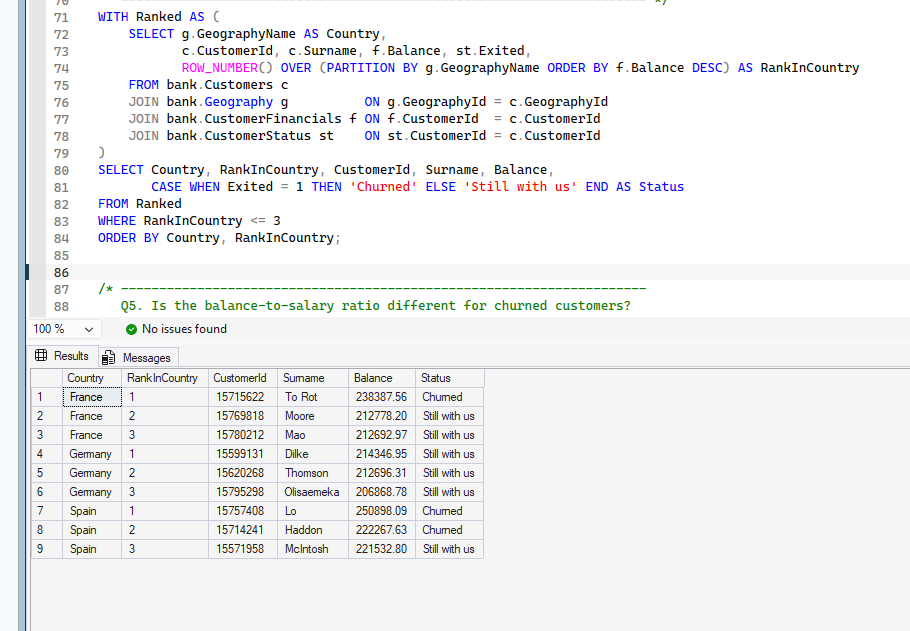 71 WITH Ranked AS (
72 SELECT g.GeographyName AS Country,
73 c.CustomerId, c.Surname, f.Balance, st.Exited,
74 ROW_NUMBER() OVER (PARTITION BY g.GeographyName ORDER BY f.Balance DESC) AS RankInCountry
75 FROM bank.Customers c
76 JOIN bank.Geography g ON g.GeographyId = c.GeographyId
77 JOIN bank.CustomerFinancials f ON f.CustomerId = c.CustomerId
78 JOIN bank.CustomerStatus st ON st.CustomerId = c.CustomerId
79 )
80 SELECT Country, RankInCountry, CustomerId, Surname, Balance,
81 CASE WHEN Exited = 1 THEN 'Churned' ELSE 'Still with us' END AS Status
82 FROM Ranked
83 WHERE RankInCountry <= 3
84 ORDER BY Country, RankInCountry;
85
86
87 /* ---------------------------------------------------------------------
88 Q5. Is the balance-to-salary ratio different for churned customers?
100 % No issues found
Results Messages
Country RankInCountry CustomerId Surname Balance Status
1 France 1 15715622 To Rot 238387.56 Churned
2 France 2 15769818 Moore 212778.20 Still with us
3 France 3 15780212 Mao 212692.97 Still with us
4 Germany 1 15599131 Dilke 214346.95 Still with us
5 Germany 2 15620268 Thomson 212696.31 Still with us
6 Germany 3 15795298 Olisaemeka 206868.78 Still with us
7 Spain 1 15757408 Lo 250898.09 Churned
8 Spain 2 15714241 Haddon 222267.63 Churned
9 Spain 3 15571958 McIntosh 221532.80 Still with us